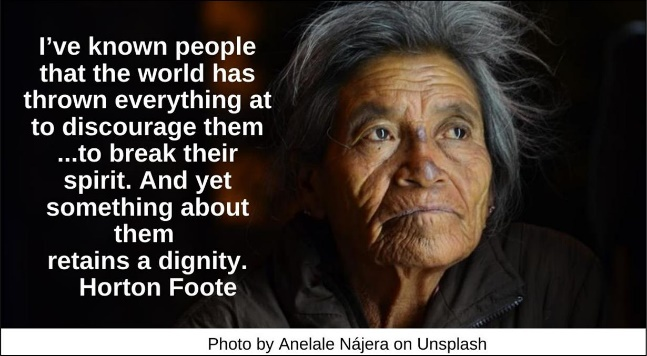 I’ve known people
that the world has
thrown everything at
to discourage them
...to break their
spirit. And yet
something about
them
retains a dignity.
Horton Foote
Photo by Anelale Nájera on Unsplash